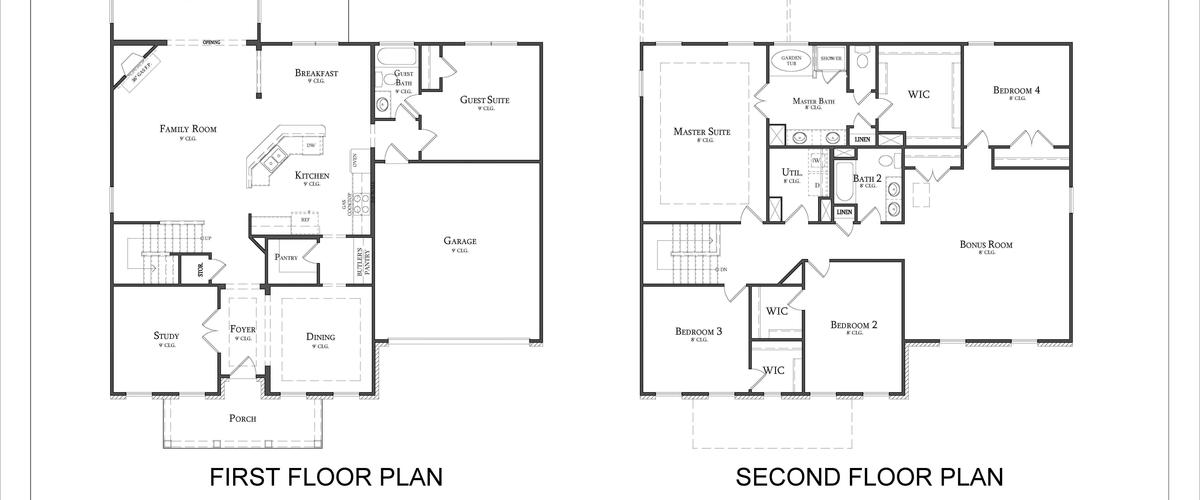 OPENING
36" GAS F.P.
BREAKFAST
9' CLG.
GUEST
BATH
9' CLG.
GUEST SUITE
9' CLG.
FAMILY ROOM
9' CLG.
DW
KITCHEN
9' CLG.
OVEN
GAS
COOKTOP
REF
UP
STOR.
PANTRY
BUTLER'S
PANTRY
GARAGE
9' CLG.
STUDY
9' CLG.
FOYER
9' CLG.
DINING
9' CLG.
PORCH
FIRST FLOOR PLAN
GARDEN
TUB
SHOWER
MASTER BATH
8' CLG.
WIC
BEDROOM 4
8' CLG.
MASTER SUITE
8' CLG.
LINEN
UTIL.
8' CLG.
W
D
BATH 2
8' CLG.
LINEN
BONUS ROOM
8' CLG.
DN
WIC
BEDROOM 3
8' CLG.
BEDROOM 2
8' CLG.
WIC
SECOND FLOOR PLAN